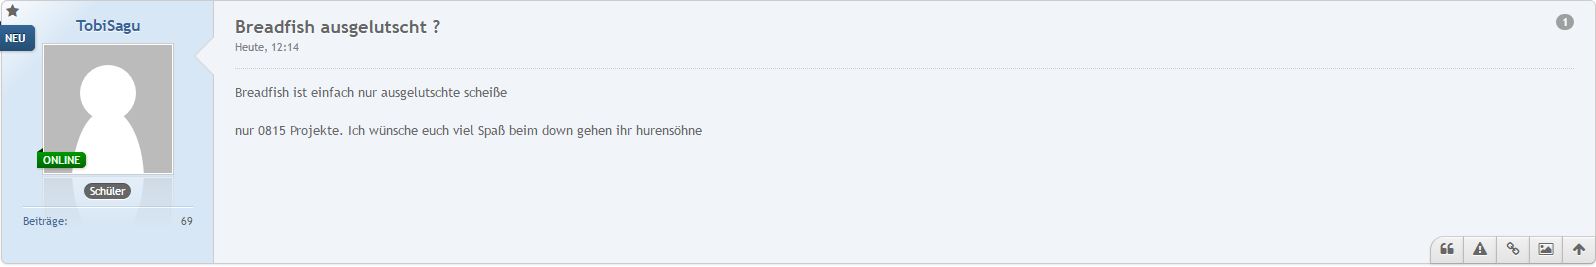 TobiSagu
NEU
ONLINE
Schüler
Beiträge: 69
Breadfish ausgelutscht ?
1
Heute, 12:14
Breadfish ist einfach nur ausgelutschte scheiße
nur 0815 Projekte. Ich wünsche euch viel Spaß beim down gehen ihr hurensöhne